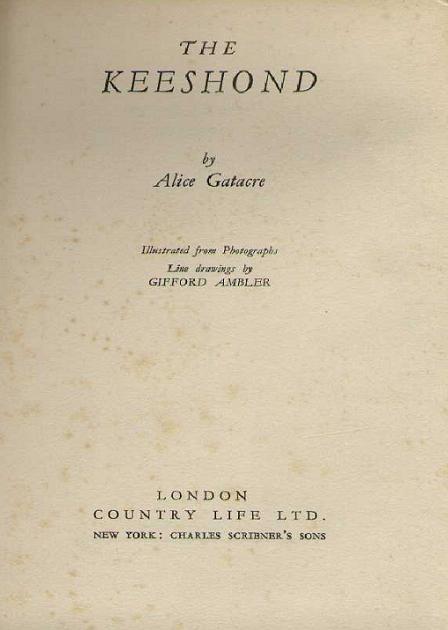 THE
KEESHOND
by
Alice Gatacre
Illustrated from Photographs
Line drawings by
GIFFORD AMBLER
LONDON
COUNTRY LIFE LTD.
NEW YORK: CHARLES SCRIBNER'S SONS